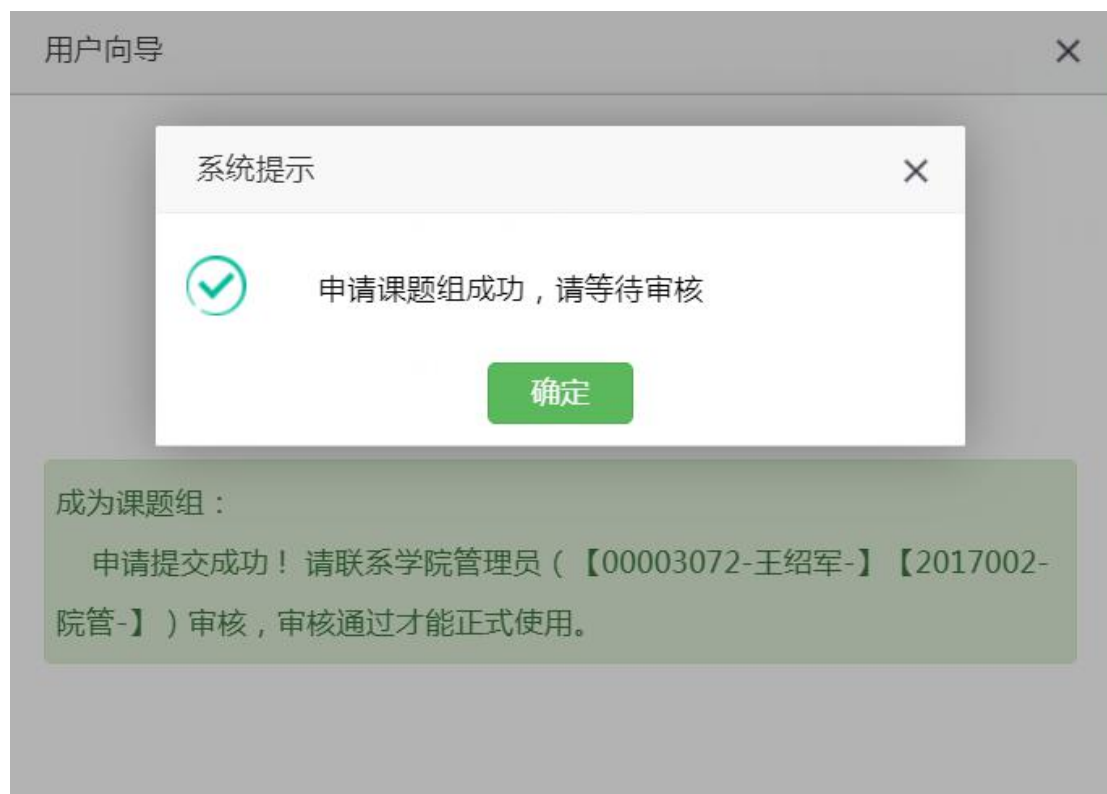 用户向导
系统提示
申请课题组成功，请等待审核
确定
成为课题组：
申请提交成功！请联系学院管理员（【00003072-王绍军-】【2017002-
院管-】）审核，审核通过才能正式使用。